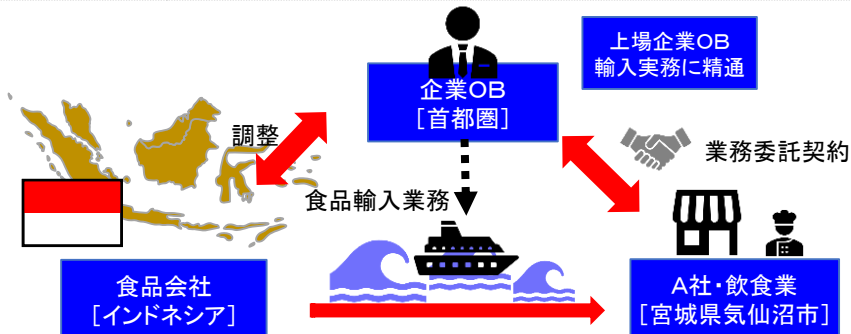 上場企業OB
輸入実務に精通
企業OB
[首都圏]
調整
業務委託契約
食品輸入業務
食品会社
[インドネシア]
A社・飲食業
[宮城県気仙沼市]